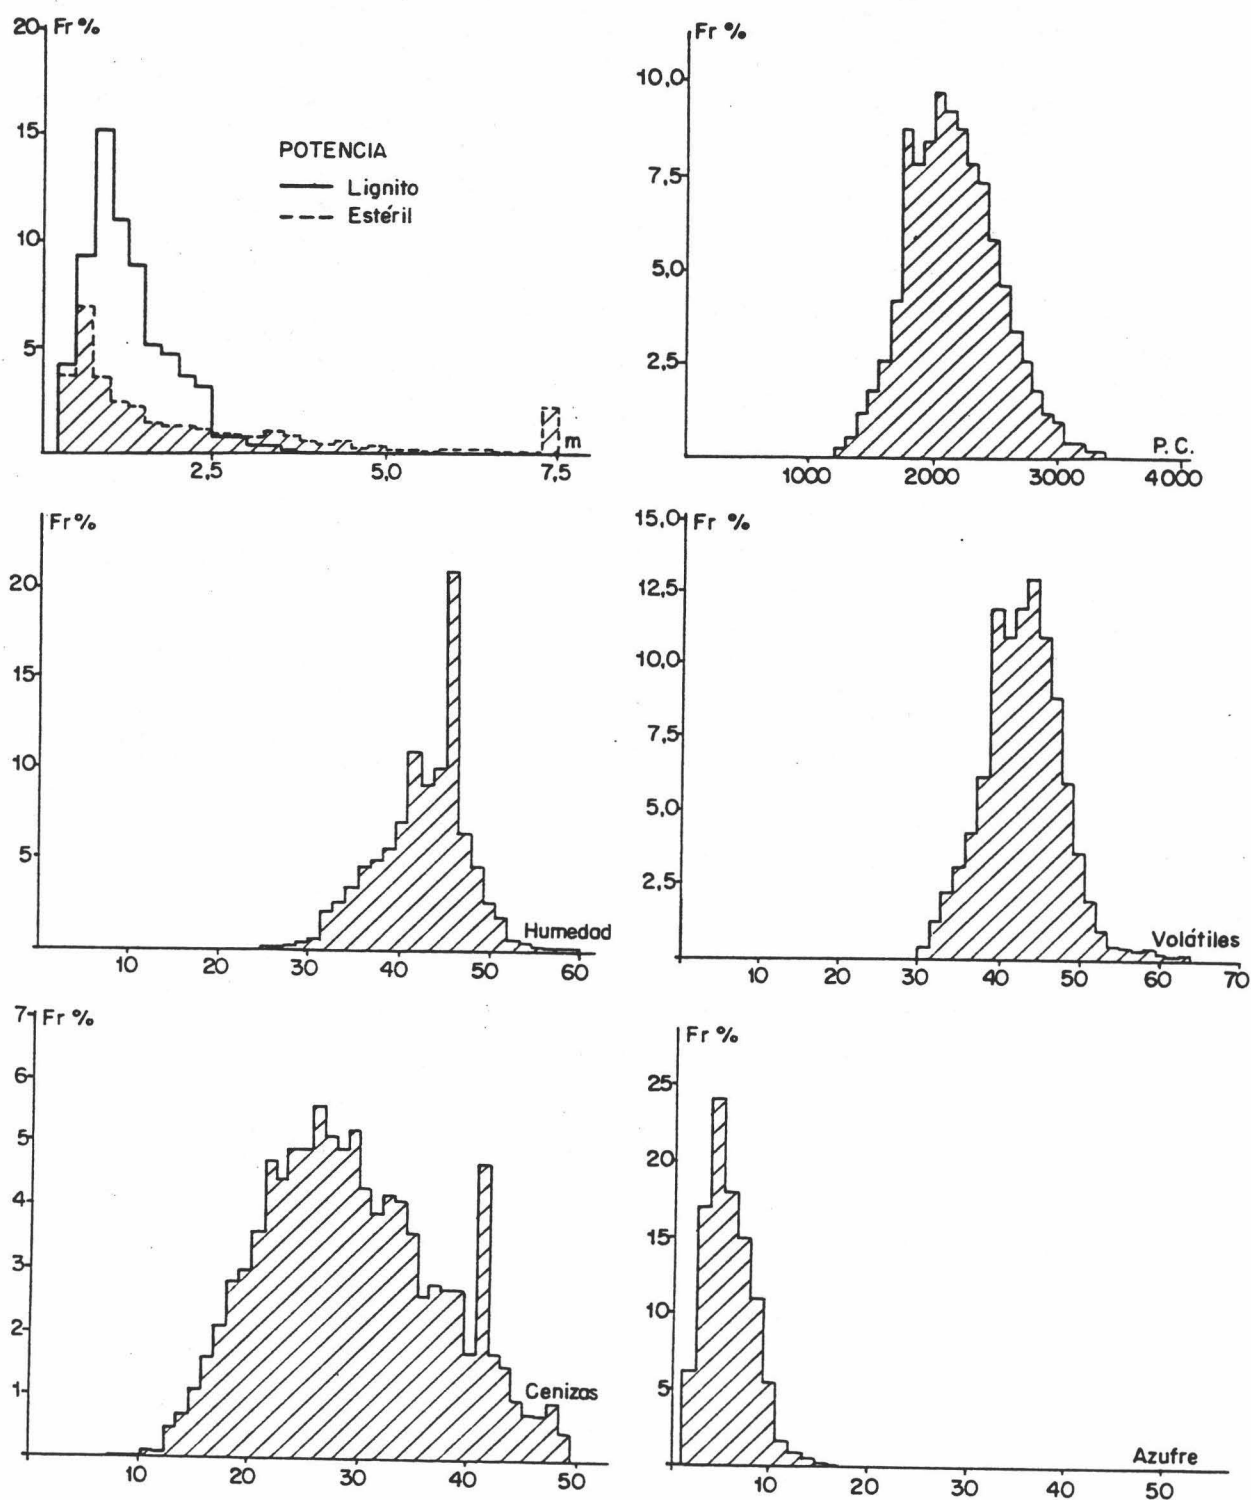 20 Fr %
15
10
5
POTENCIA
Lignito
Estéril
m
2,5 5,0 7,5
Fr %
10,0
7,5
5,0
2,5
P. C.
1000 2000 3000 4000
Fr %
20
15
10
5
Humedad
10 20 30 40 50 60
15,0 Fr %
12,5
10,0
7,5
5,0
2,5
Volátiles
10 20 30 40 50 60 70
7 Fr %
6
5
4
3
2
1
Cenizas
10 20 30 40 50
Fr %
25
20
15
10
5
Azufre
10 20 30 40 50